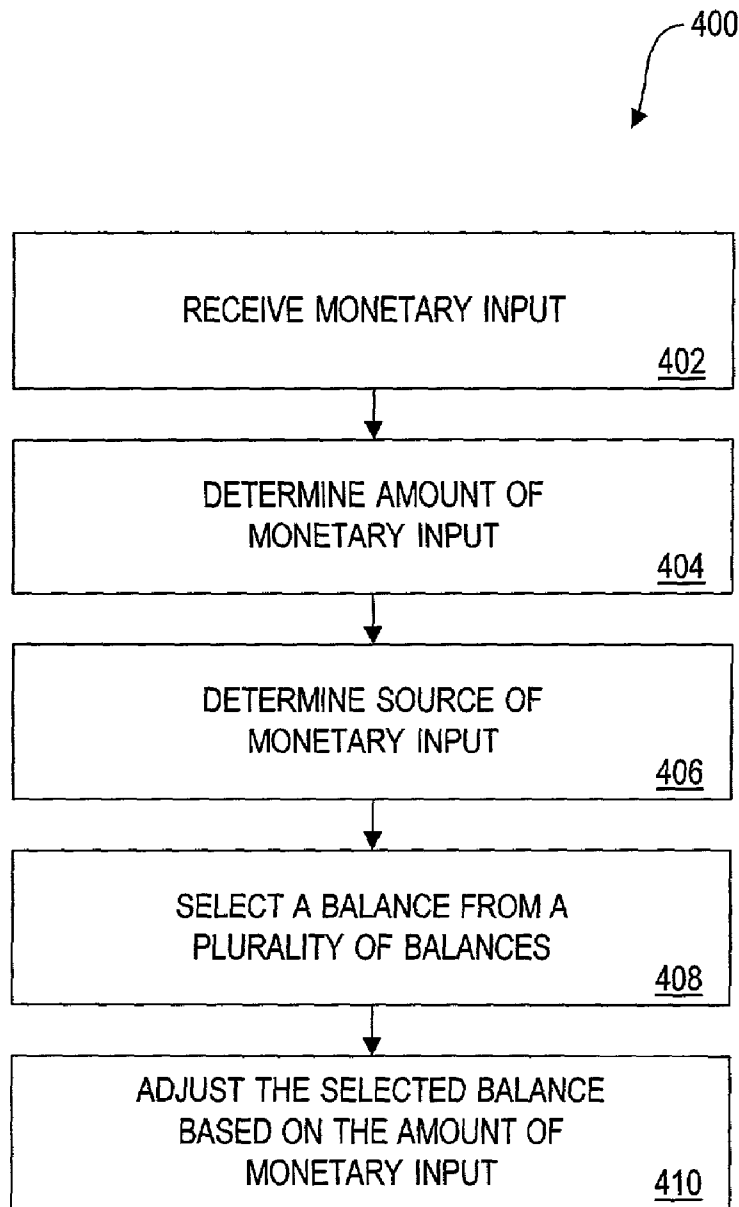 400
RECEIVE MONETARY INPUT
402
DETERMINE AMOUNT OF
MONETARY INPUT
404
DETERMINE SOURCE OF
MONETARY INPUT
406
SELECT A BALANCE FROM A
PLURALITY OF BALANCES
408
ADJUST THE SELECTED BALANCE
BASED ON THE AMOUNT OF
MONETARY INPUT
410